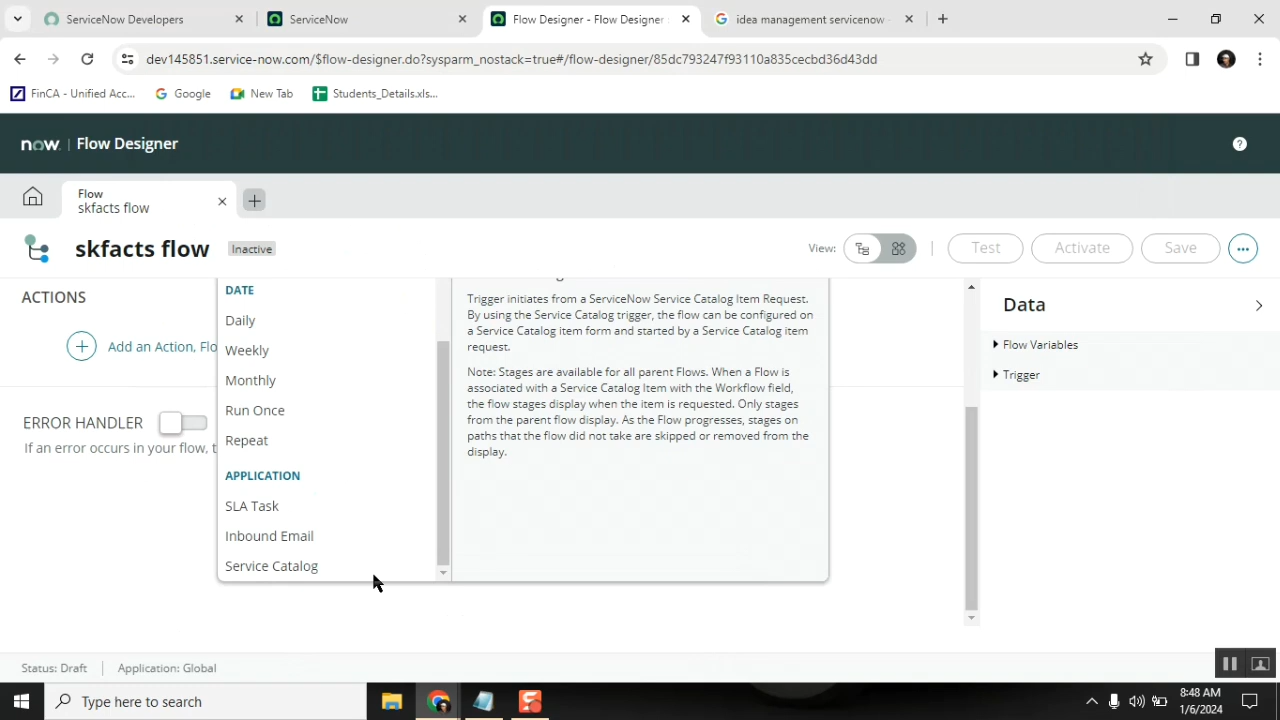 ServiceNow Developers
ServiceNow
Flow Designer - Flow Designer
idea management servicenow
dev145851.service-now.com/$flow-designer.do?sysparm_nostack=true#/flow-designer/85dc793247f93110a835cecbd36d43dd
FinCA - Unified Acc...
Google
New Tab
Students_Details.xls...
now. | Flow Designer
Flow
skfacts flow
skfacts flow
Inactive
View:
Test
Activate
Save
ACTIONS
Add an Action, Flo
ERROR HANDLER
If an error occurs in your flow, t
DATE
Daily
Weekly
Monthly
Run Once
Repeat
APPLICATION
SLA Task
Inbound Email
Service Catalog
Trigger initiates from a ServiceNow Service Catalog Item Request.
By using the Service Catalog trigger, the flow can be configured on
a Service Catalog item form and started by a Service Catalog item
request.
Note: Stages are available for all parent Flows. When a Flow is
associated with a Service Catalog Item with the Workflow field,
the flow stages display when the item is requested. Only stages
from the parent flow display. As the Flow progresses, stages on
paths that the flow did not take are skipped or removed from the
display.
Data
Flow Variables
Trigger
Status: Draft
Application: Global
Type here to search
8:48 AM
1/6/2024